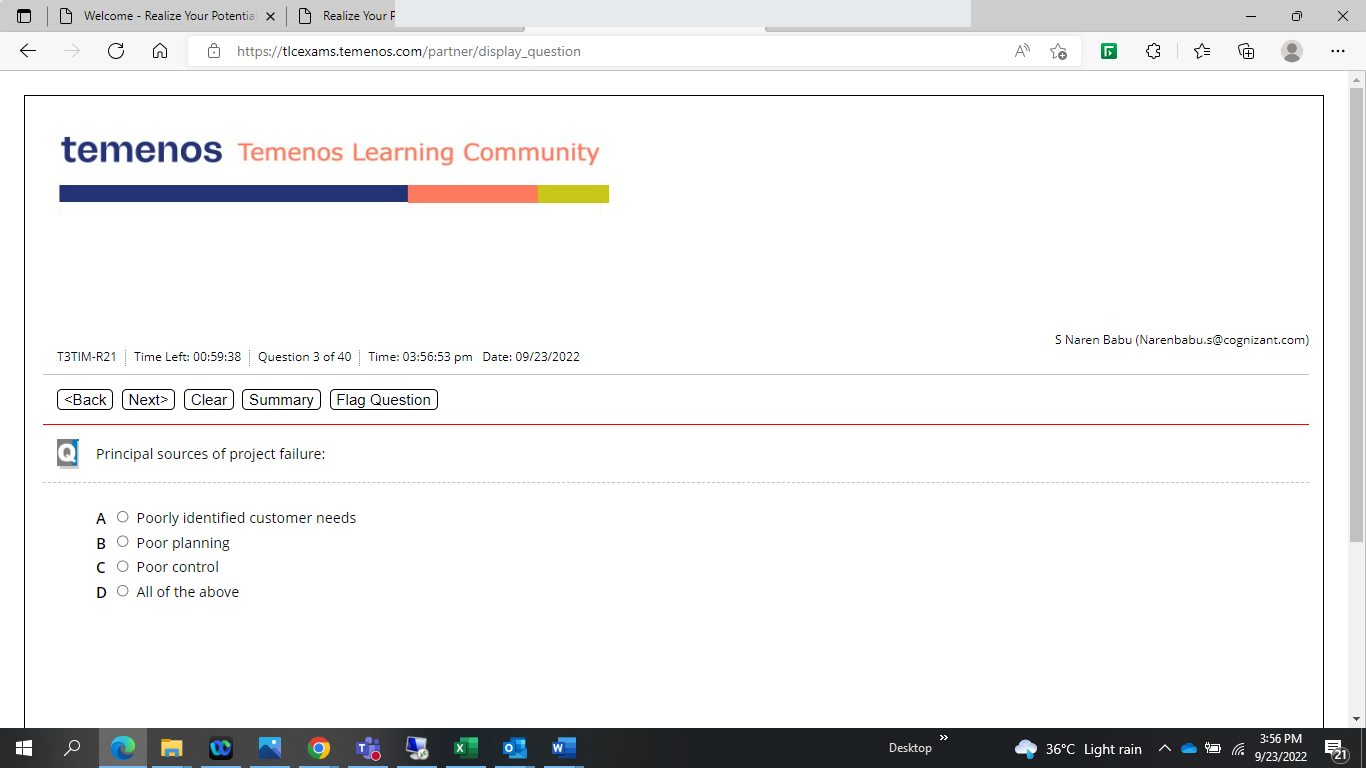 Welcome - Realize Your Potentia
Realize Your P
https://tlcexams.temenos.com/partner/display_question
temenos Temenos Learning Community
S Naren Babu (Narenbabu.s@cognizant.com)
T3TIM-R21 Time Left: 00:59:38 Question 3 of 40 Time: 03:56:53 pm Date: 09/23/2022
<Back Next> Clear Summary Flag Question
Q Principal sources of project failure:
A Poorly identified customer needs
B Poor planning
C Poor control
D All of the above
Desktop
36°C Light rain
3:56 PM
9/23/2022
21